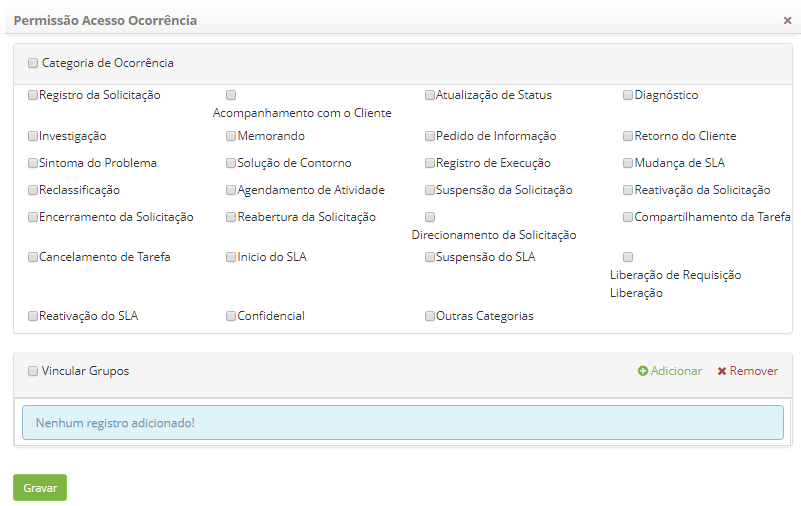 Permissão Acesso Ocorrência ×
Categoria de Ocorrência
Registro da Solicitação
Acompanhamento com o Cliente
Atualização de Status
Diagnóstico
Investigação
Memorando
Pedido de Informação
Retorno do Cliente
Sintoma do Problema
Solução de Contorno
Registro de Execução
Mudança de SLA
Reclassificação
Agendamento de Atividade
Suspensão da Solicitação
Reativação da Solicitação
Encerramento da Solicitação
Reabertura da Solicitação
Direcionamento da Solicitação
Compartilhamento da Tarefa
Cancelamento de Tarefa
Inicio do SLA
Suspensão do SLA
Liberação de Requisição
Liberação
Reativação do SLA
Confidencial
Outras Categorias
Vincular Grupos
Adicionar
Remover
Nenhum registro adicionado!
Gravar